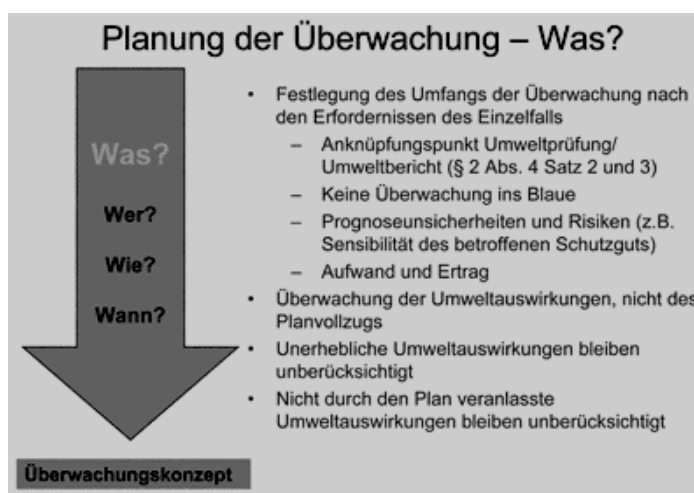 Planung der Überwachung – Was?
Was?
Wer?
Wie?
Wann?
Überwachungskonzept
• Festlegung des Umfangs der Überwachung nach
den Erfordnissen des Einzelfalls
– Anknüpfungspunkt Umweltprüfung/
Umweltbericht (§ 2 Abs. 4 Satz 2 und 3)
– Keine Überwachung ins Blaue
– Prognoseunsicherheiten und Risiken (z.B.
Sensibilität des betroffenen Schutzguts)
– Aufwand und Ertrag
• Überwachung der Umweltauswirkungen, nicht des
Planvollzugs
• Unerhebliche Umweltauswirkungen bleiben
unberücksichtigt
• Nicht durch den Plan veranlasste
Umweltauswirkungen bleiben unberücksichtigt